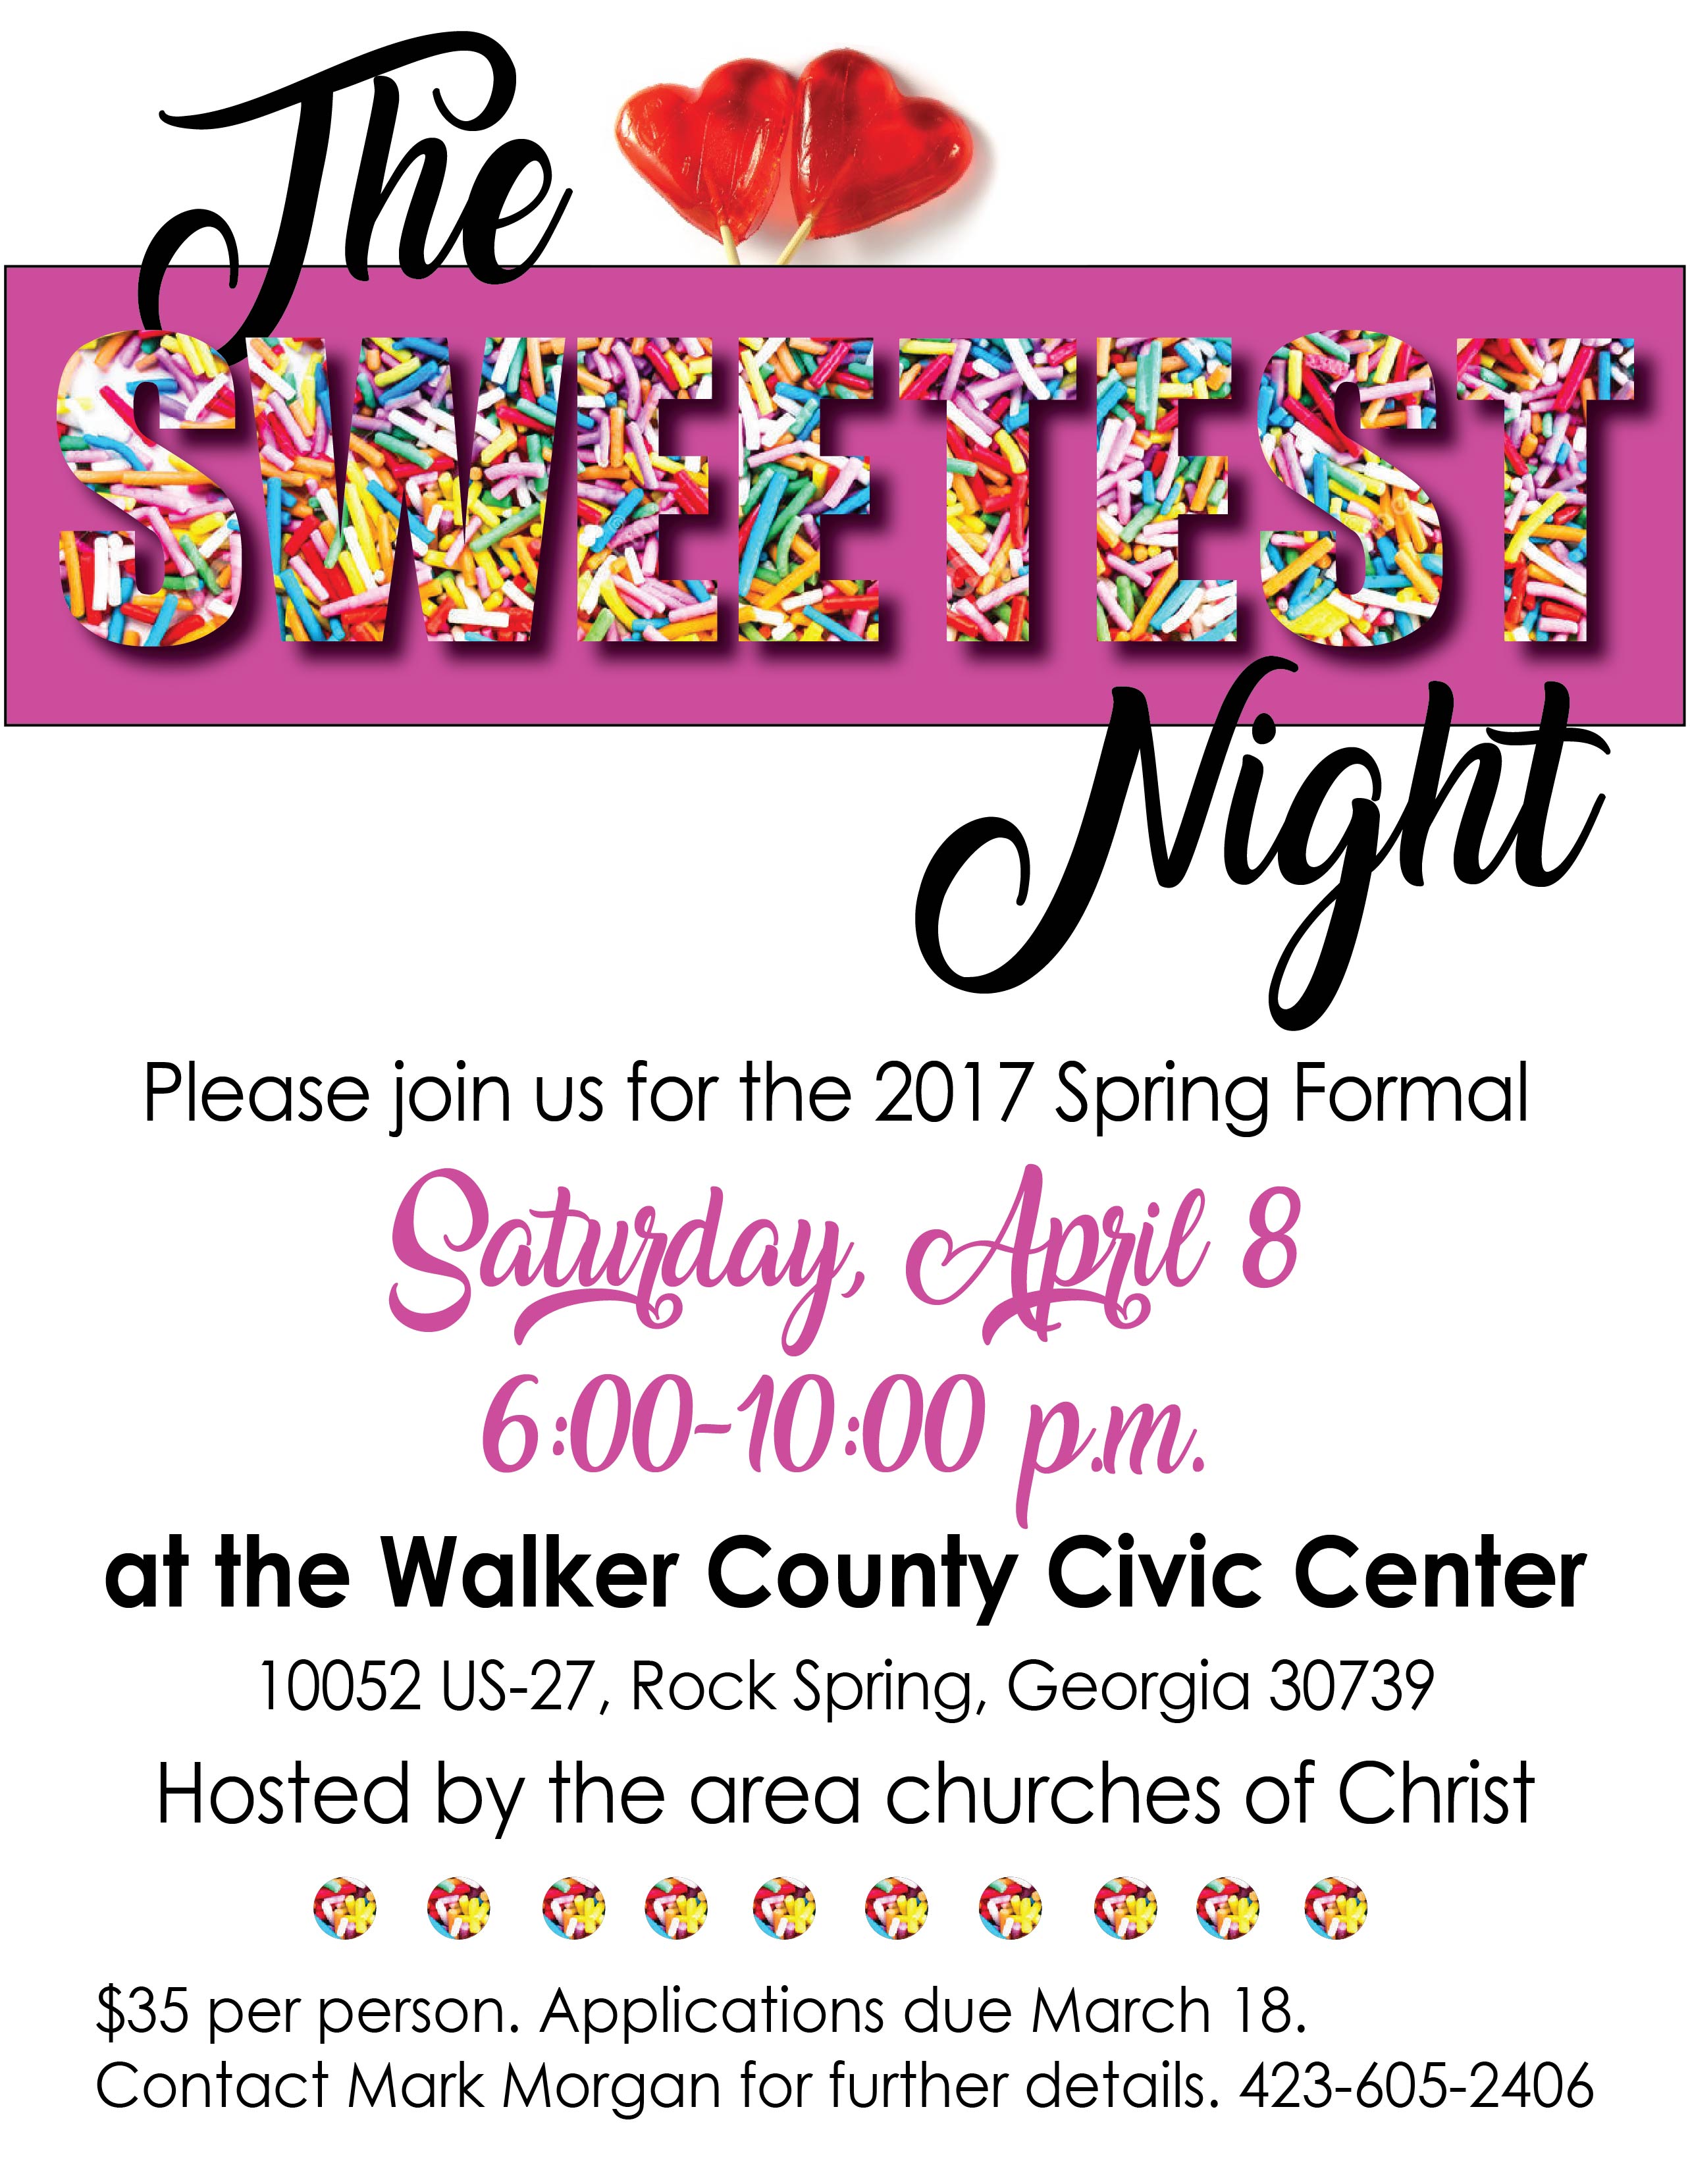 The
SWEETEST
Night
Please join us for the 2017 Spring Formal
Saturday, April 8
6:00-10:00 p.m.
at the Walker County Civic Center
10052 US-27, Rock Spring, Georgia 30739
Hosted by the area churches of Christ
$35 per person. Applications due March 18.
Contact Mark Morgan for further details. 423-605-2406